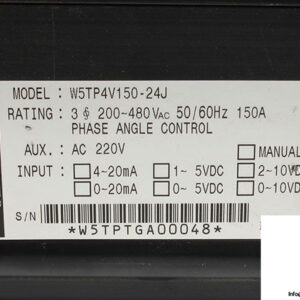 MODEL : W5TP4V150-24J
RATING : 3 ϕ 200~480VAC 50/60Hz 150A
PHASE ANGLE CONTROL
AUX. : AC 220V
MANUAL
INPUT : 4~20mA 1~ 5VDC 2~10VD
0~20mA 0~ 5VDC 0~10VD
S/N
*W5TPTGA00048*